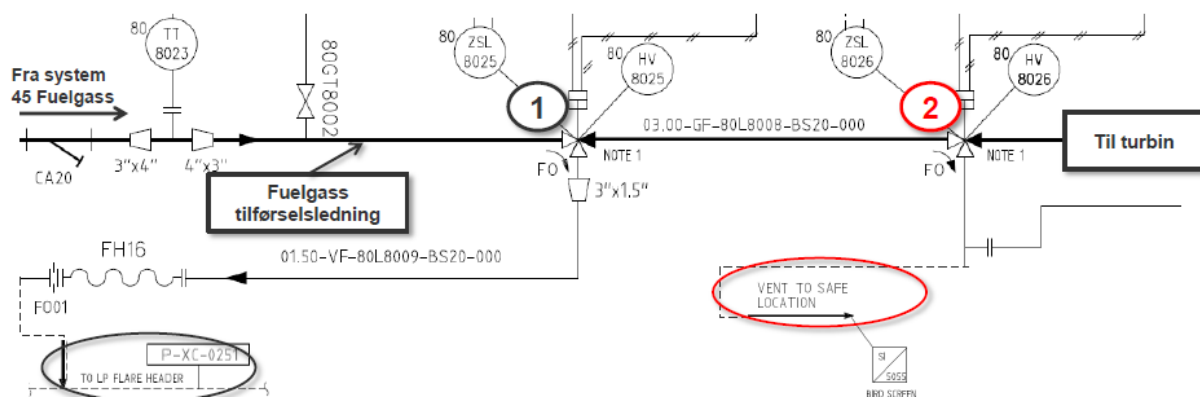 80
TT
8023
80GT8002
80
ZSL
8025
80
HV
8025
80
ZSL
8026
80
HV
8026
Fra system
45 Fuelgass
1
2
03.00-GF-80L8008-BS20-000
Til turbin
CA20
3"x4"
4"x3"
FO
NOTE 1
FO
NOTE 1
Fuelgass
tilførselsledning
3"x1.5"
FH16
01.50-VF-80L8009-BS20-000
FO01
VENT TO SAFE
LOCATION
P-XC-0251
TO LP FLARE HEADER
SI
S055
BIRD SCREEN